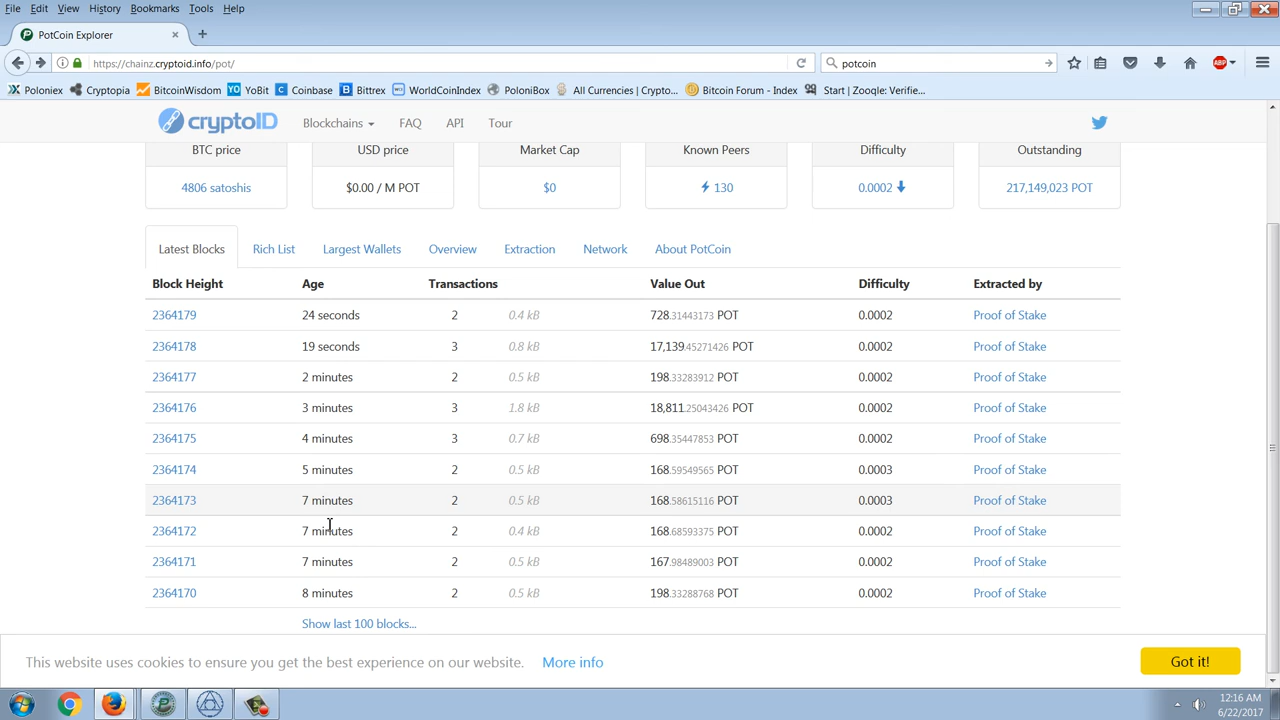 File Edit View History Bookmarks Tools Help
PotCoin Explorer
https://chainz.cryptoid.info/pot/
potcoin
ABP
Poloniex Cryptopia BitcoinWisdom YO YoBit C Coinbase B Bittrex WorldCoinIndex PoloniBox All Currencies | Crypto... Bitcoin Forum - Index Start | Zooqle: Verifie...
cryptoID Blockchains FAQ API Tour
BTC price USD price Market Cap Known Peers Difficulty Outstanding
4806 satoshis $0.00 / M POT $0 130 0.0002 217,149,023 POT
Latest Blocks Rich List Largest Wallets Overview Extraction Network About PotCoin
Block Height Age Transactions Value Out Difficulty Extracted by
2364179 24 seconds 2 0.4 kB 728.31443173 POT 0.0002 Proof of Stake
2364178 19 seconds 3 0.8 kB 17,139.45271426 POT 0.0002 Proof of Stake
2364177 2 minutes 2 0.5 kB 198.33283912 POT 0.0002 Proof of Stake
2364176 3 minutes 3 1.8 kB 18,811.25043426 POT 0.0002 Proof of Stake
2364175 4 minutes 3 0.7 kB 698.35447853 POT 0.0002 Proof of Stake
2364174 5 minutes 2 0.5 kB 168.59549565 POT 0.0003 Proof of Stake
2364173 7 minutes 2 0.5 kB 168.58615116 POT 0.0003 Proof of Stake
2364172 7 minutes 2 0.4 kB 168.68593375 POT 0.0002 Proof of Stake
2364171 7 minutes 2 0.5 kB 167.98489003 POT 0.0002 Proof of Stake
2364170 8 minutes 2 0.5 kB 198.33288768 POT 0.0002 Proof of Stake
Show last 100 blocks...
This website uses cookies to ensure you get the best experience on our website. More info Got it!
12:16 AM
6/22/2017